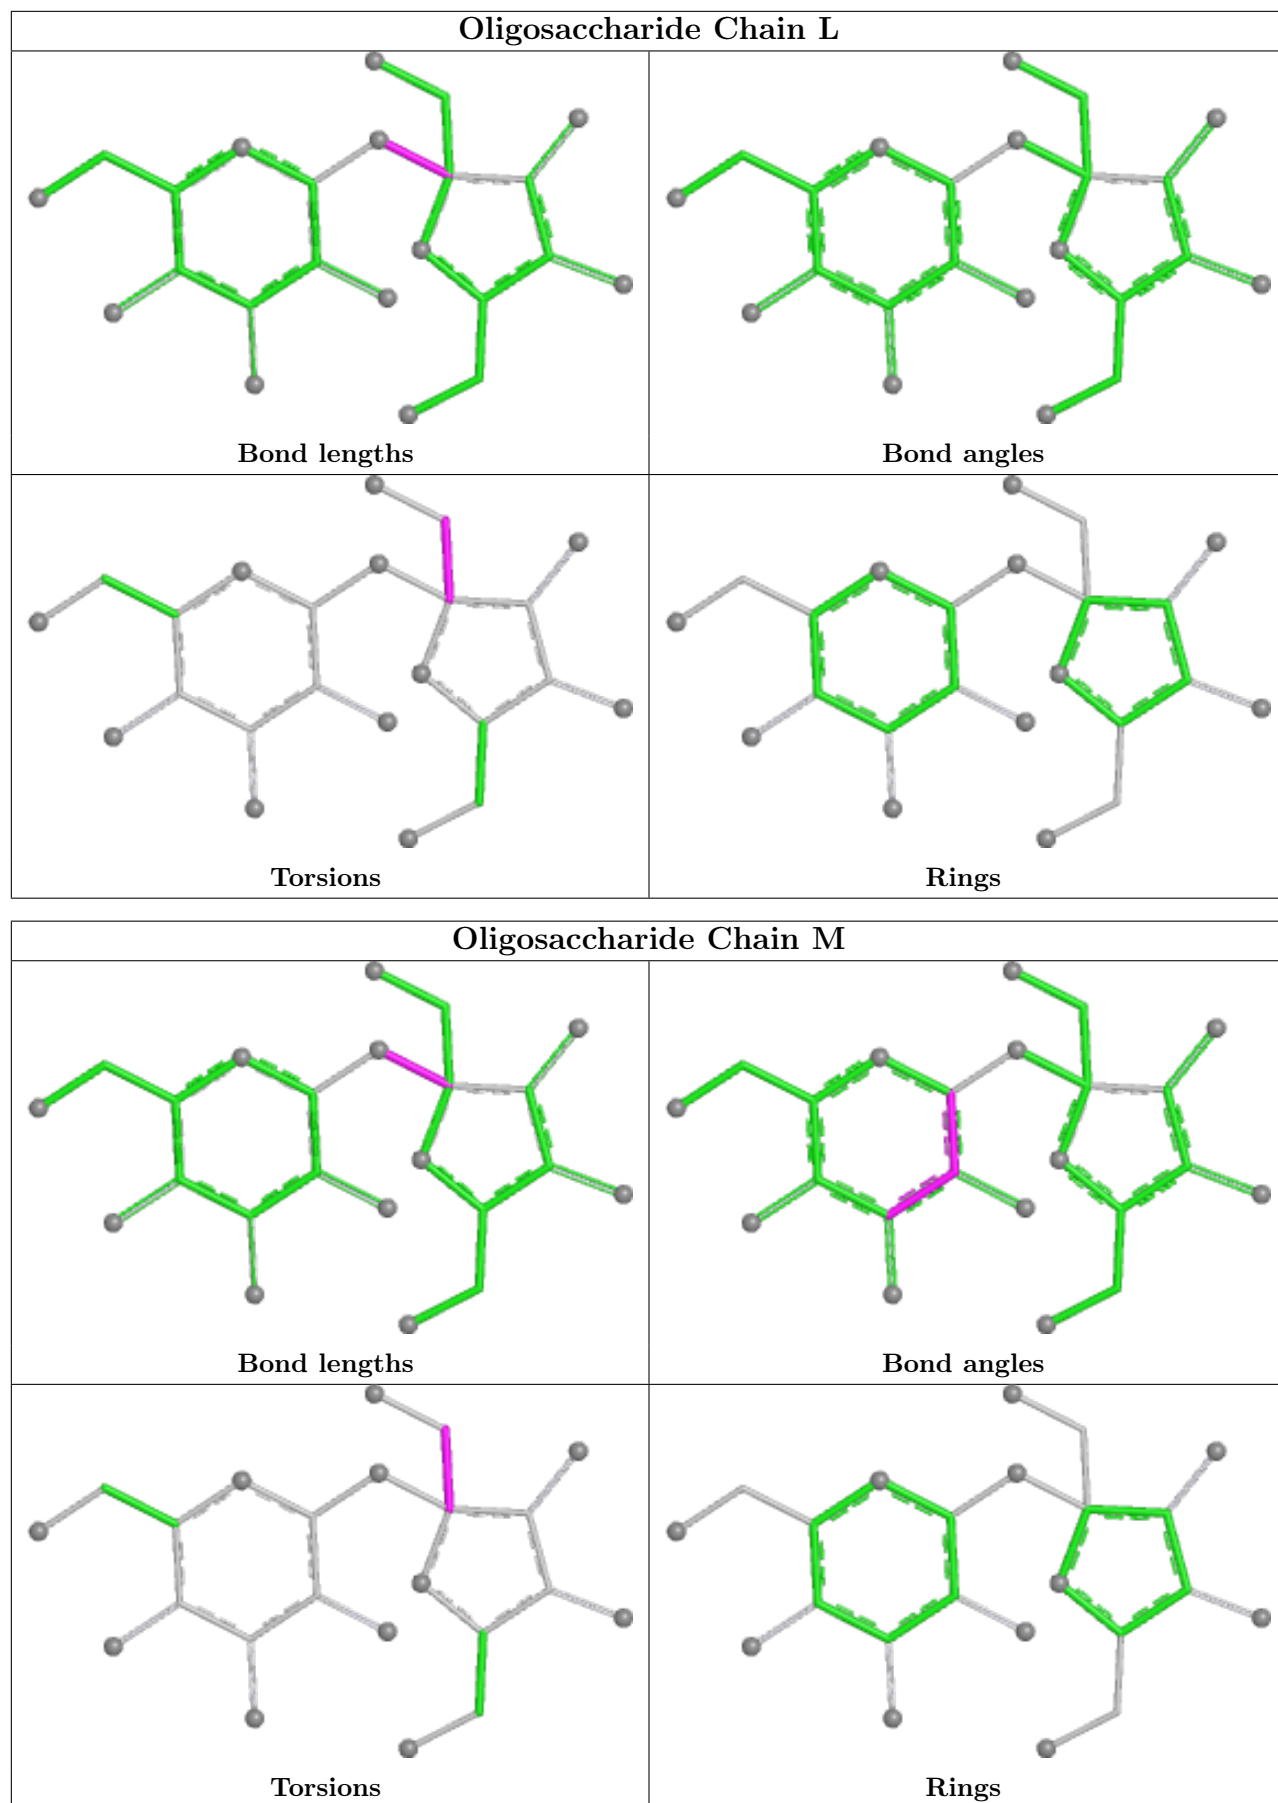 Oligosaccharide Chain L
Bond lengths
Bond angles
Torsions
Rings
Oligosaccharide Chain M
Bond lengths
Bond angles
Torsions
Rings